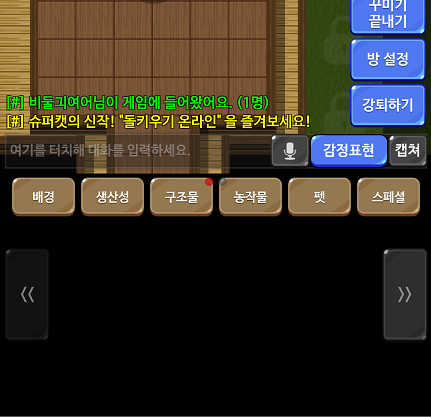 꾸미기
끝내기
방 설정
[#] 비둘긔여어님이 게임에 들어왔어요. (1명)
강퇴하기
[#] 슈퍼캣의 신작! "돌키우기 온라인" 을 즐겨보세요!
여기를 터치해 대화를 입력하세요.
감정표현
캡쳐
배경
생산성
구조물
농작물
펫
스페셜